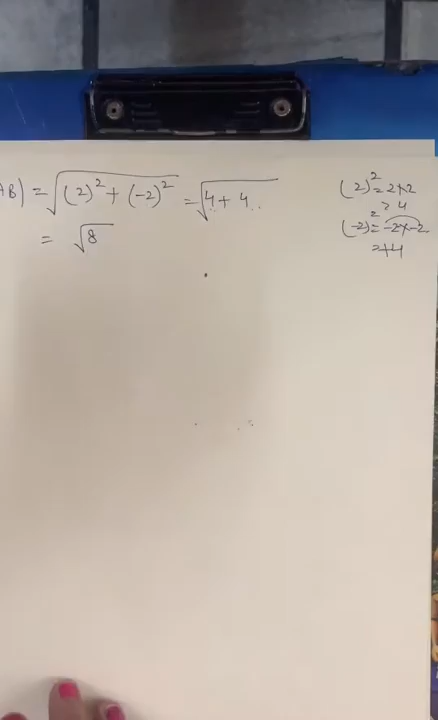 AB) = √(2)² + (-2)² = √4 + 4
= √8
(2)² = 2×2
= 4
(-2)² = -2×-2
= +4